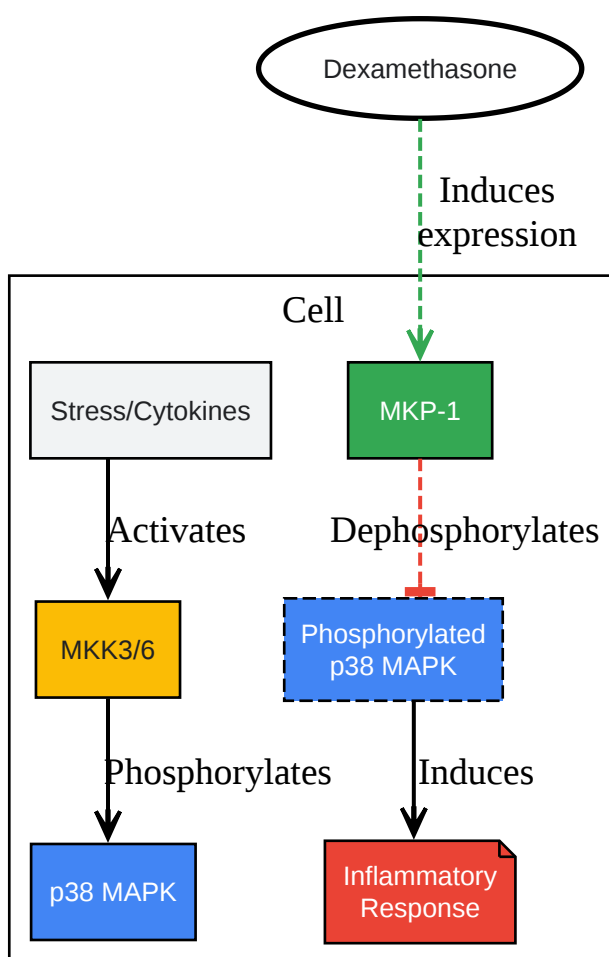 Dexamethasone
Induces
expression
Cell
Stress/Cytokines
MKP-1
Activates
Dephosphorylates
MKK3/6
Phosphorylated
p38 MAPK
Phosphorylates
Induces
p38 MAPK
Inflammatory
Response